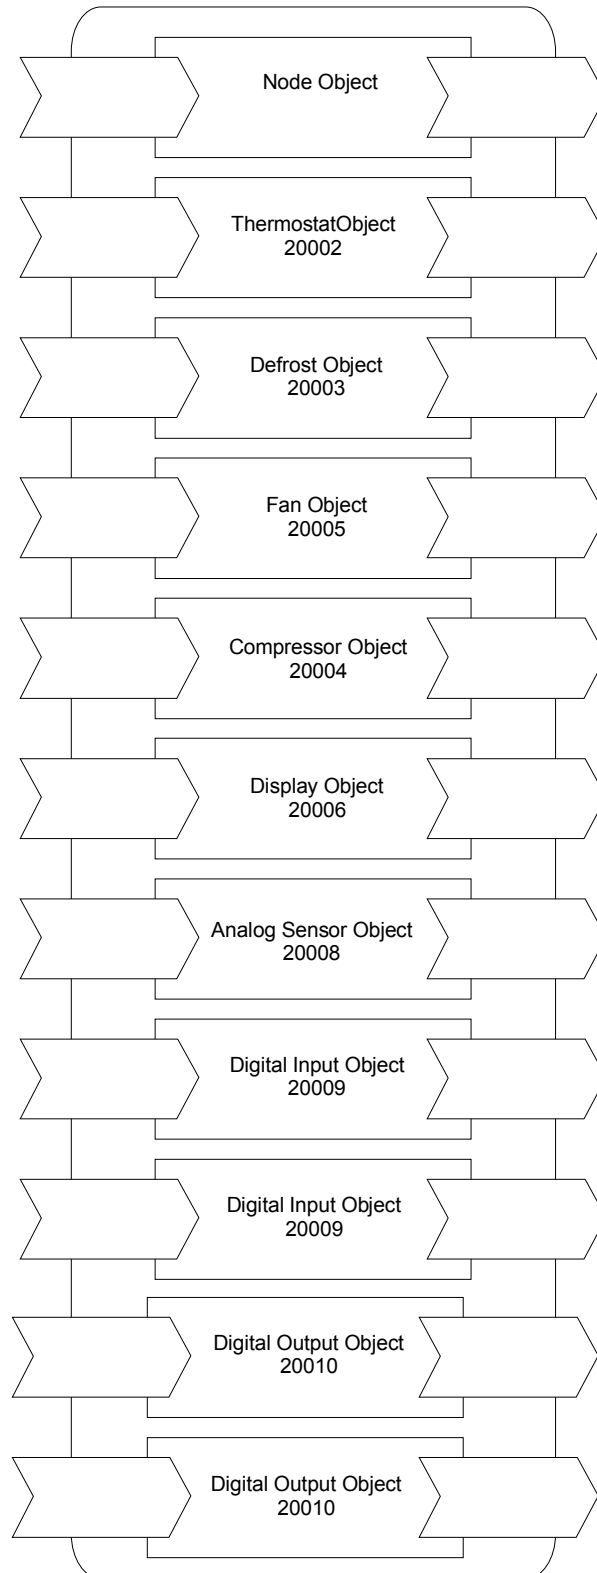 Node Object
ThermostatObject
20002
Defrost Object
20003
Fan Object
20005
Compressor Object
20004
Display Object
20006
Analog Sensor Object
20008
Digital Input Object
20009
Digital Input Object
20009
Digital Output Object
20010
Digital Output Object
20010